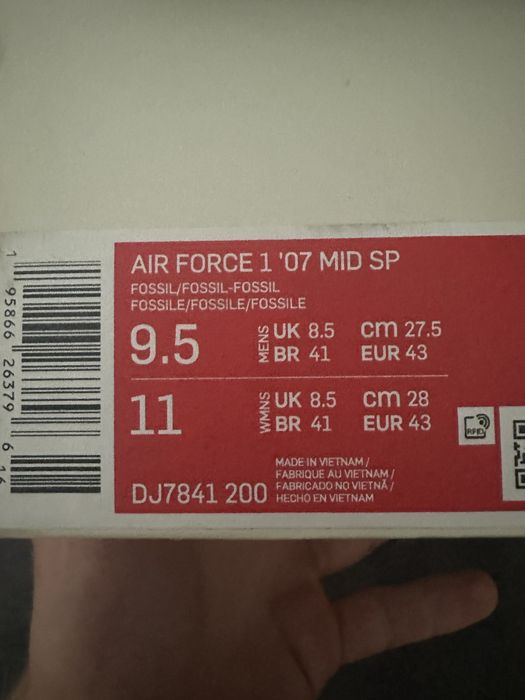 AIR FORCE 1 '07 MID SP
FOSSIL/FOSSIL-FOSSIL
FOSSILE/FOSSILE/FOSSILE
9.5 MENS UK 8.5 cm 27.5
BR 41 EUR 43
11 WMNS UK 8.5 cm 28
BR 41 EUR 43
RFID
MADE IN VIETNAM /
FABRIQUE AU VIETNAM /
FABRICADO NO VIETNÃ /
HECHO EN VIETNAM
DJ7841 200
1 95866 26379 6